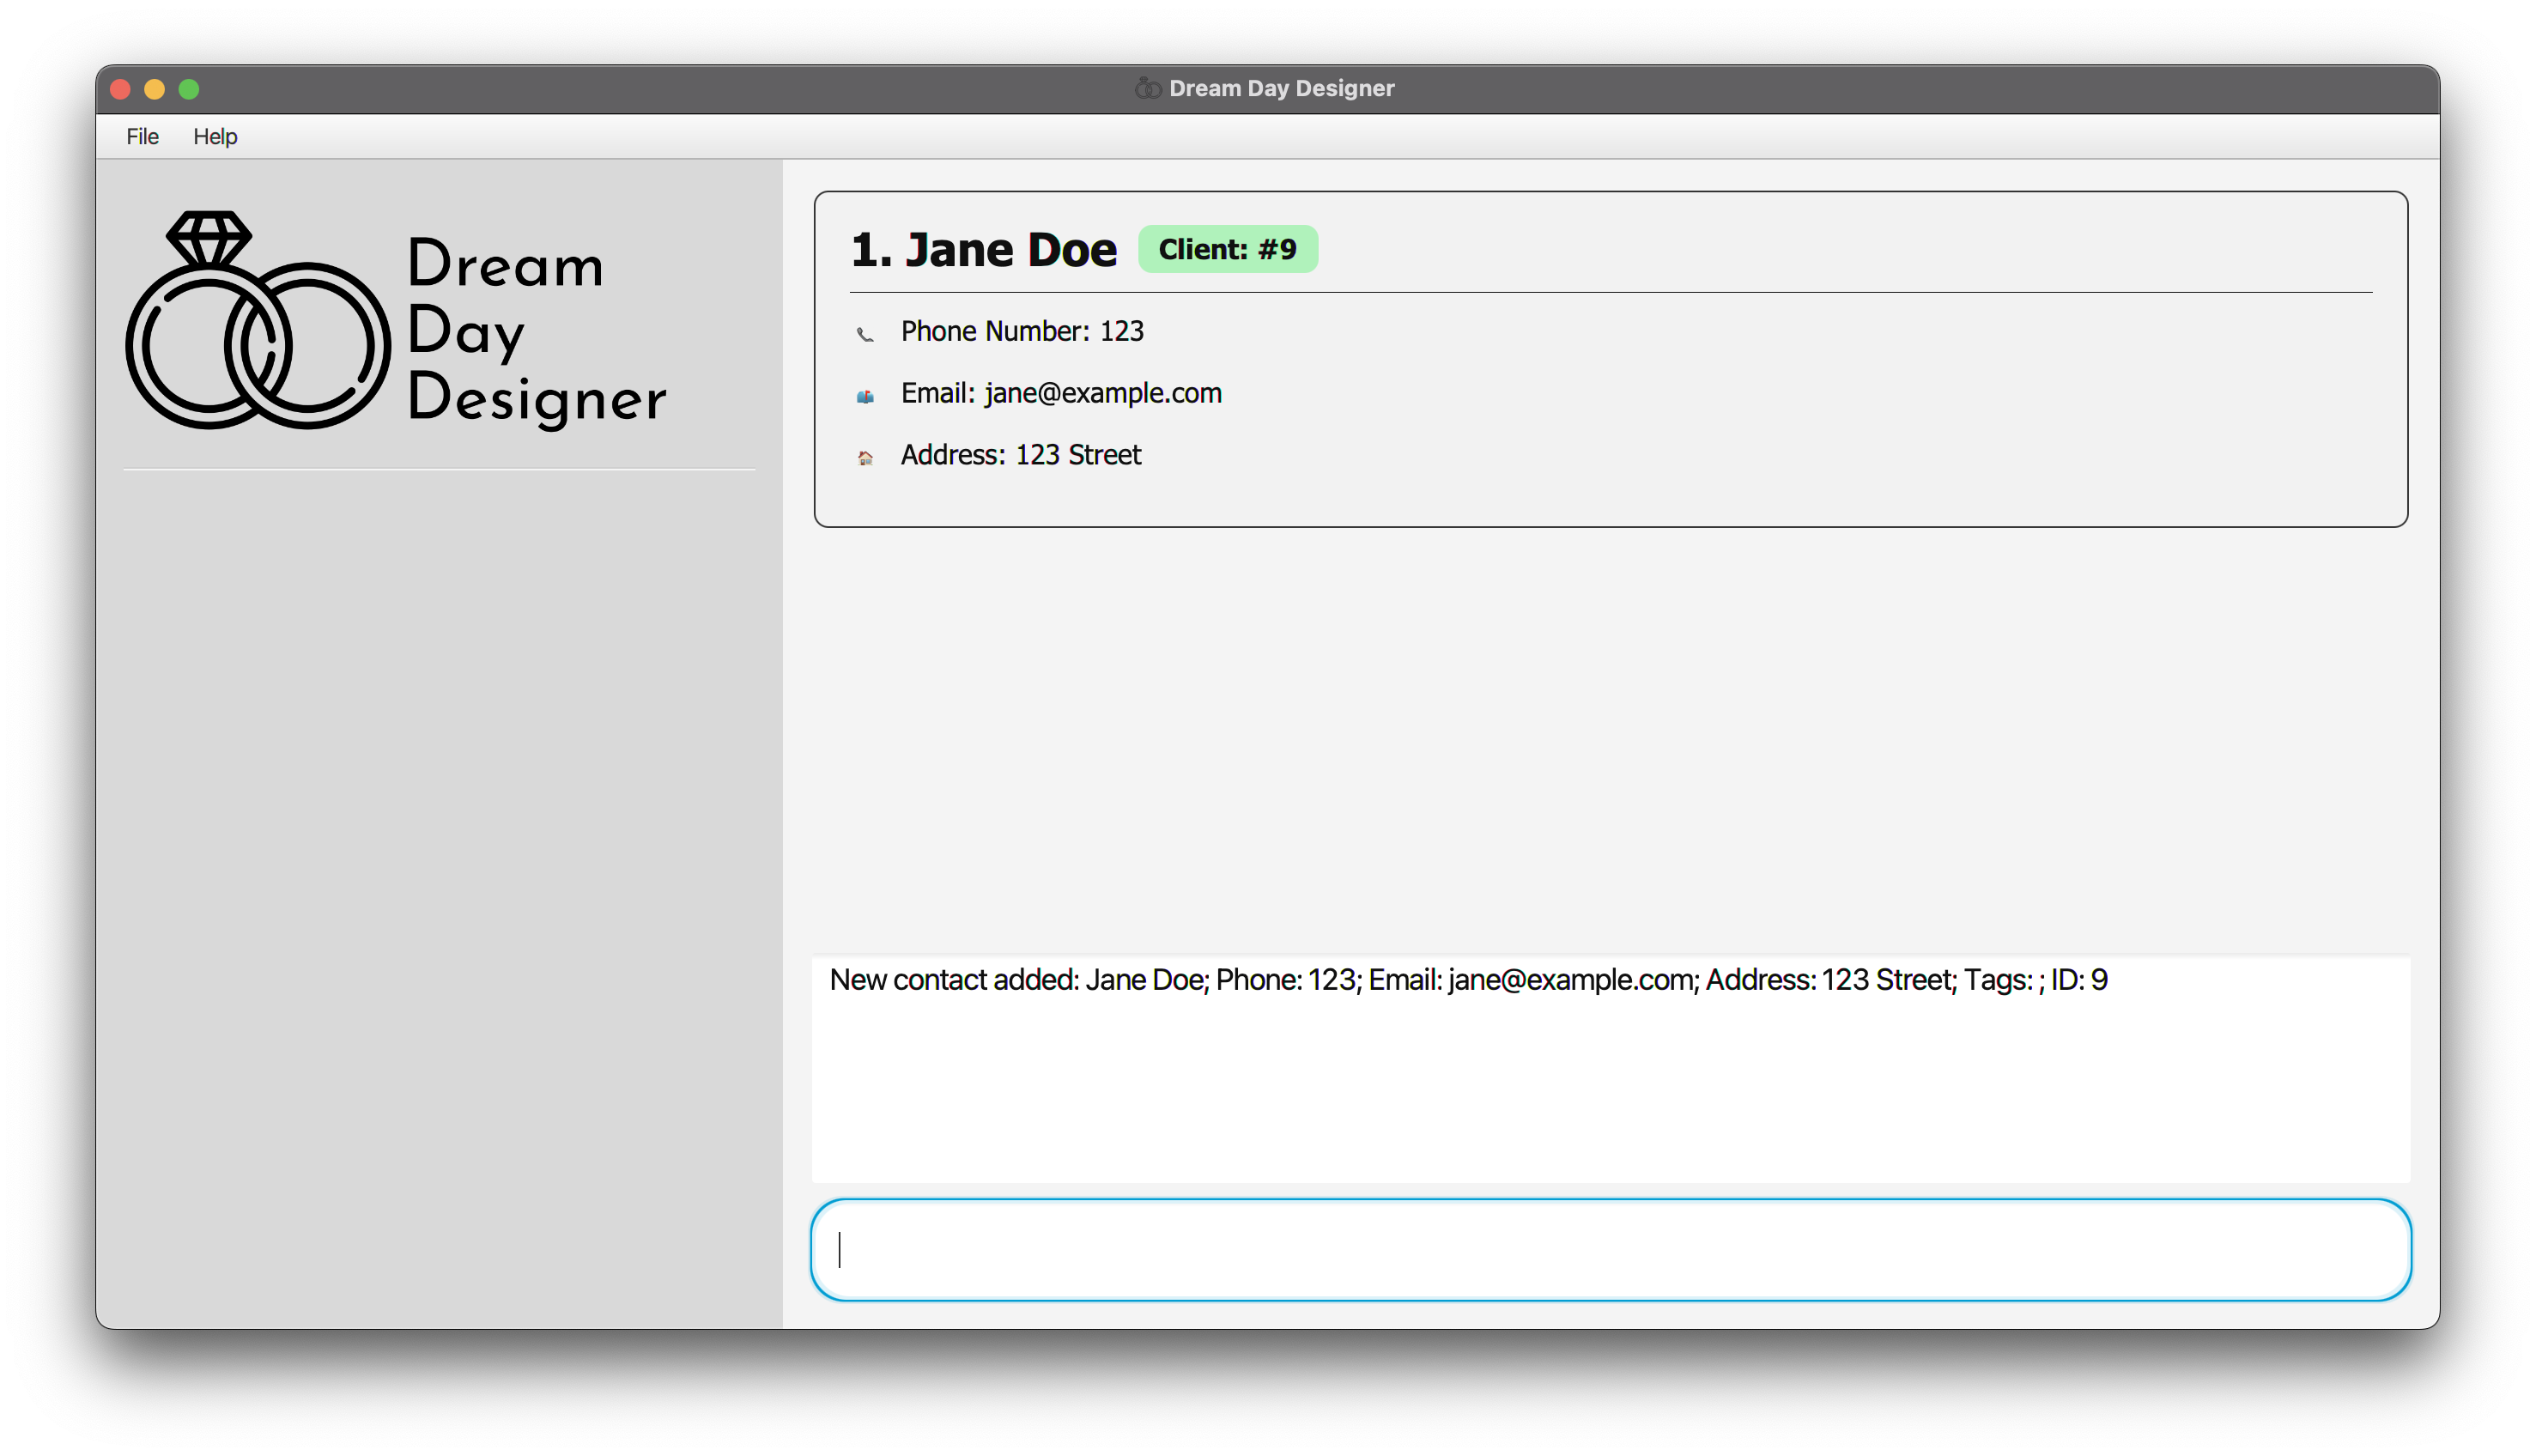 Dream Day Designer
File Help
Dream
Day
Designer
1. Jane Doe Client: #9
Phone Number: 123
Email: jane@example.com
Address: 123 Street
New contact added: Jane Doe; Phone: 123; Email: jane@example.com; Address: 123 Street; Tags: ; ID: 9